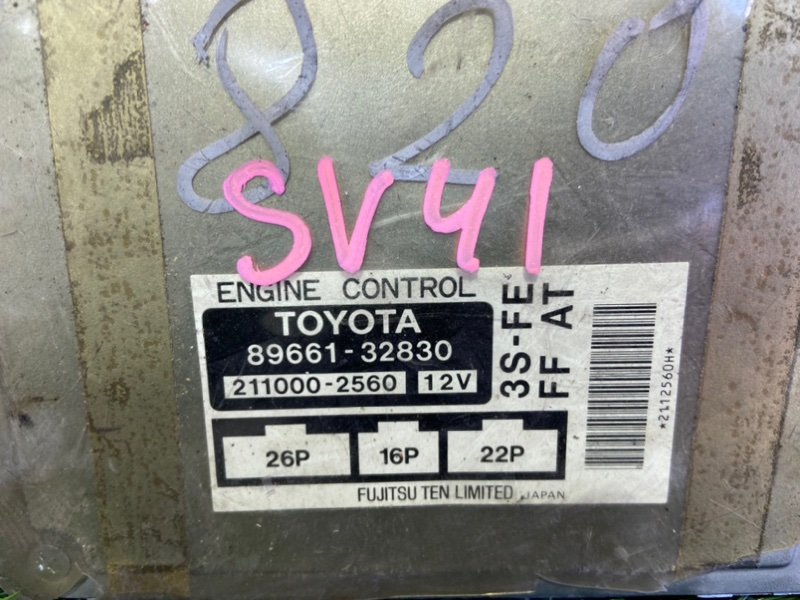 820
SV41
ENGINE CONTROL
TOYOTA
89661-32830
211000-2560 12V
3S-FE
FF AT
*2112560H*
26P 16P 22P
FUJITSU TEN LIMITED JAPAN